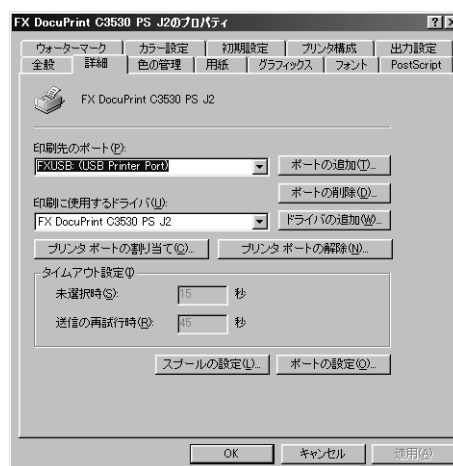 FX DocuPrint C3530 PS J2のプロパティ
ウォーターマーク カラー設定 初期設定 プリンタ構成 出力設定
全般 詳細 色の管理 用紙 グラフィックス フォント PostScript
FX DocuPrint C3530 PS J2
印刷先のポート(P):
FXUSB: (USB Printer Port) ポートの追加(T)...
ポートの削除(D)...
印刷に使用するドライバ(U):
FX DocuPrint C3530 PS J2 ドライバの追加(W)...
プリンタ ポートの割り当て(C)... プリンタ ポートの解除(N)...
タイムアウト設定
未選択時(S): 15 秒
送信の再試行時(R): 45 秒
スプールの設定(L)... ポートの設定(O)...
OK キャンセル 適用(A)